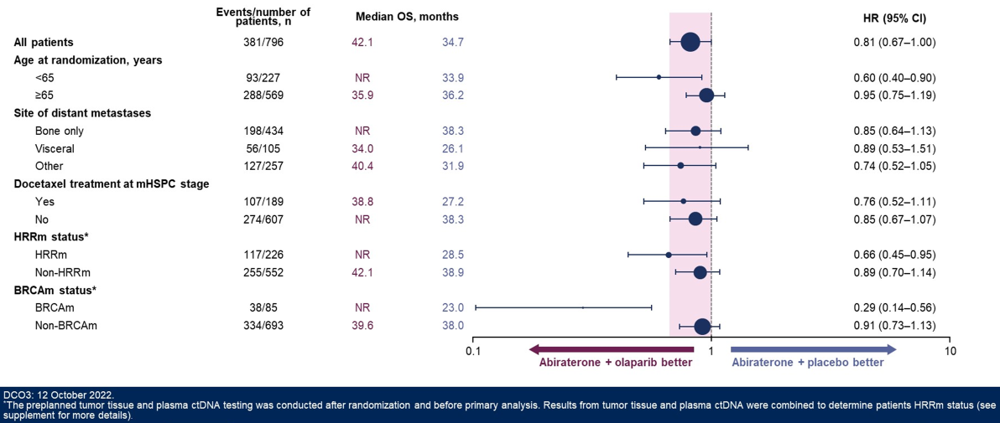 Events/number of patients, n Median OS, months HR (95% CI)
All patients 381/796 42.1 34.7 0.81 (0.67–1.00)
Age at randomization, years
<65 93/227 NR 33.9 0.60 (0.40–0.90)
≥65 288/569 35.9 36.2 0.95 (0.75–1.19)
Site of distant metastases
Bone only 198/434 NR 38.3 0.85 (0.64–1.13)
Visceral 56/105 34.0 26.1 0.89 (0.53–1.51)
Other 127/257 40.4 31.9 0.74 (0.52–1.05)
Docetaxel treatment at mHSPC stage
Yes 107/189 38.8 27.2 0.76 (0.52–1.11)
No 274/607 NR 38.3 0.85 (0.67–1.07)
HRRm status*
HRRm 117/226 NR 28.5 0.66 (0.45–0.95)
Non-HRRm 255/552 42.1 38.9 0.89 (0.70–1.14)
BRCAm status*
BRCAm 38/85 NR 23.0 0.29 (0.14–0.56)
Non-BRCAm 334/693 39.6 38.0 0.91 (0.73–1.13)
0.1 1 10
Abiraterone + olaparib better Abiraterone + placebo better
DCO3: 12 October 2022.
*The preplanned tumor tissue and plasma ctDNA testing was conducted after randomization and before primary analysis. Results from tumor tissue and plasma ctDNA were combined to determine patients HRRm status (see
supplement for more details).